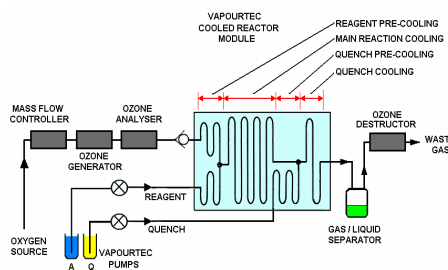 VAPOURTEC
COOLED REACTOR
MODULE
REAGENT PRE-COOLING
MAIN REACTION COOLING
QUENCH PRE-COOLING
QUENCH COOLING
MASS FLOW
CONTROLLER
OZONE
ANALYSER
OZONE
GENERATOR
OZONE
DESTRUCTOR
WAST
GAS
REAGENT
QUENCH
GAS / LIQUID
SEPARATOR
OXYGEN
SOURCE
A
Q
VAPOURTEC
PUMPS